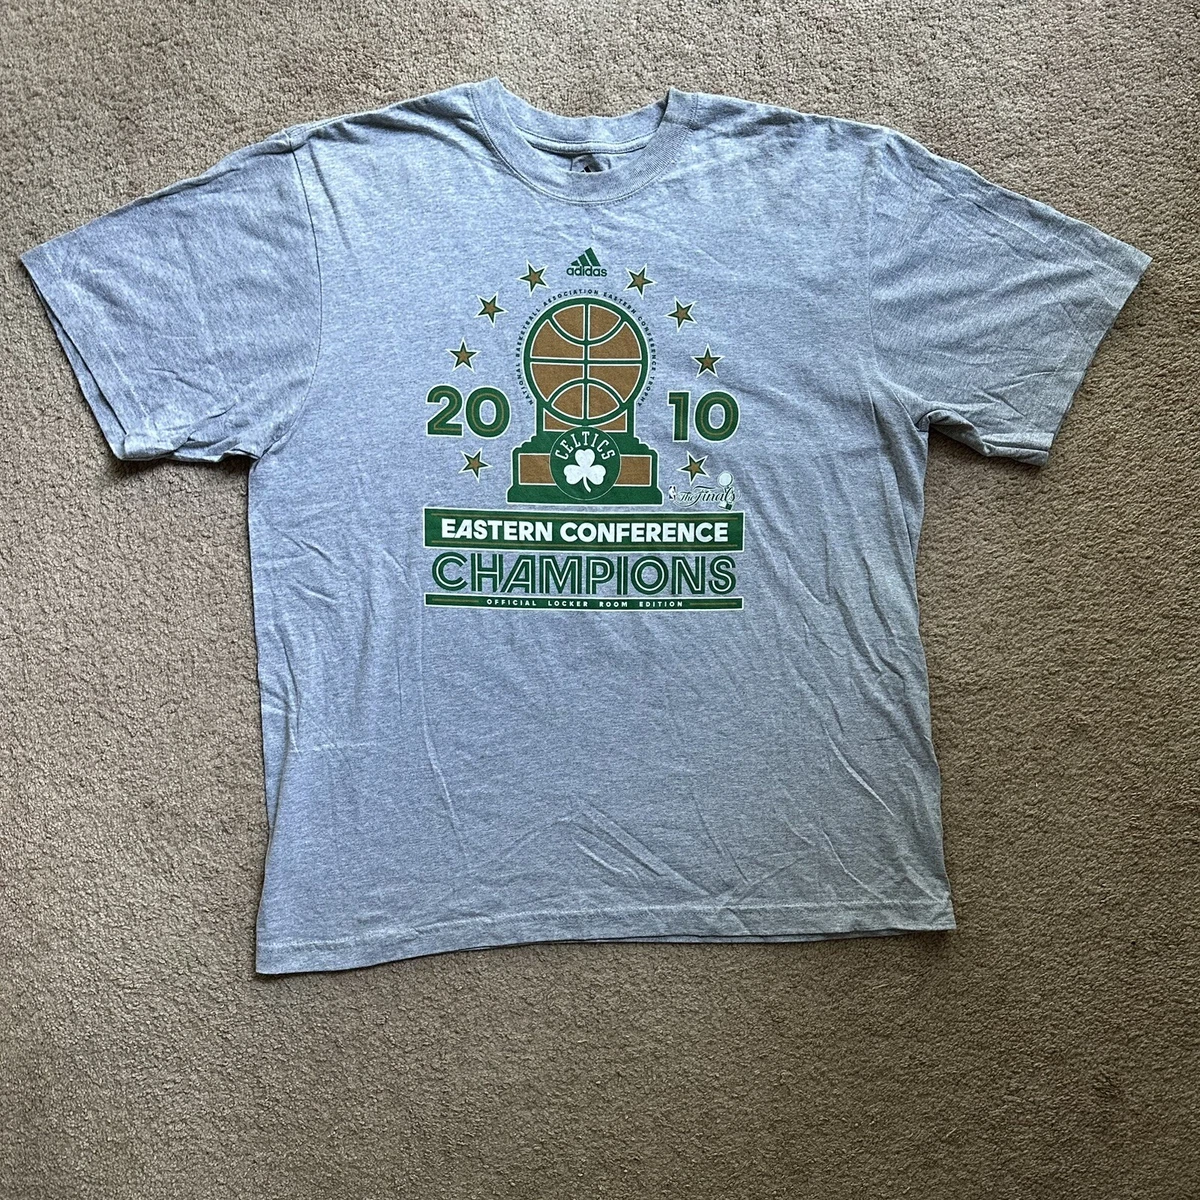 adidas
NATIONAL BASKETBALL ASSOCIATION EASTERN CONFERENCE TROPHY
20 10
CELTICS
The Finals
EASTERN CONFERENCE
CHAMPIONS
OFFICIAL LOCKER ROOM EDITION